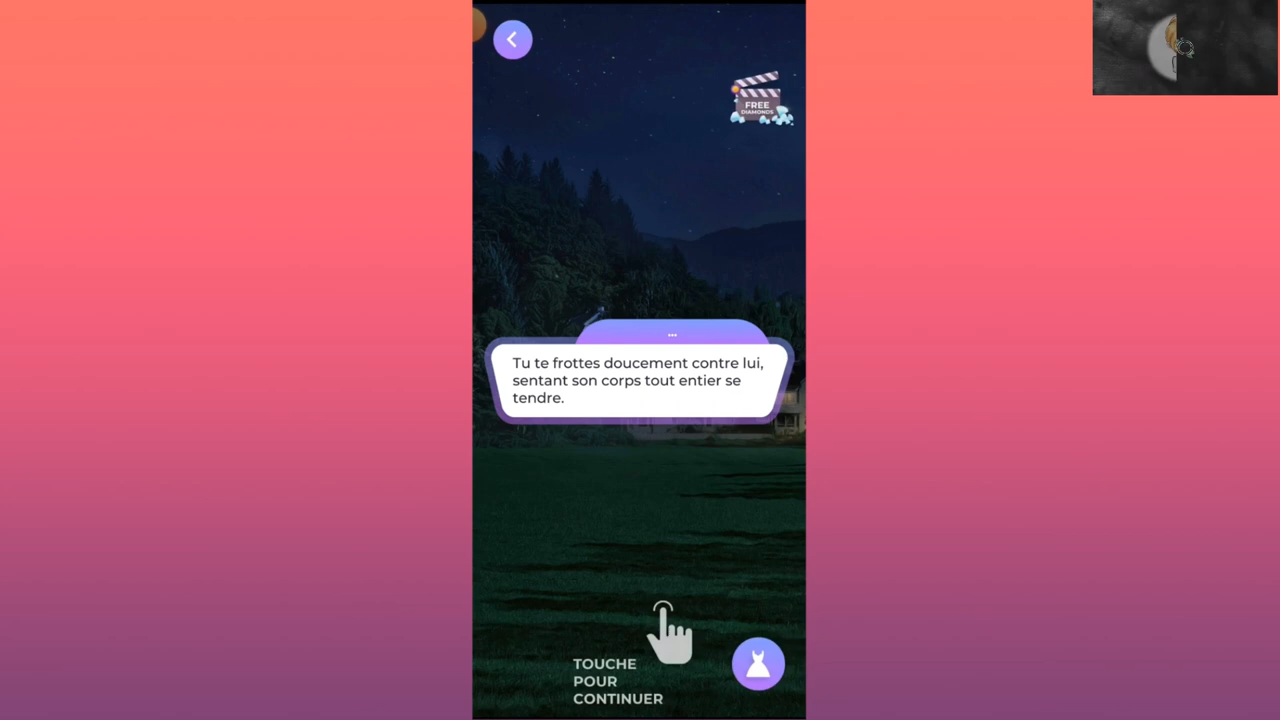 FREE
DIAMONDS
...
Tu te frottes doucement contre lui,
sentant son corps tout entier se
tendre.
TOUCHE
POUR
CONTINUER